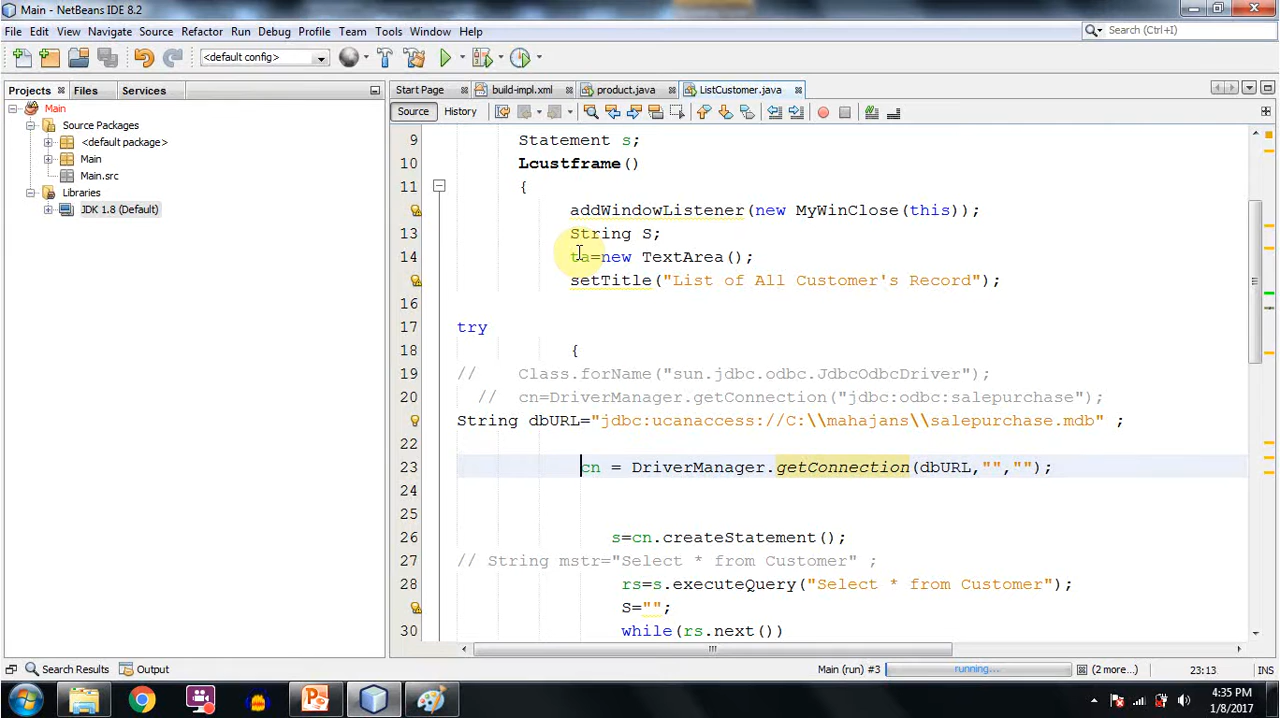 Main - NetBeans IDE 8.2
File Edit View Navigate Source Refactor Run Debug Profile Team Tools Window Help
Search (Ctrl+I)
<default config>
Projects Files Services
Start Page build-impl.xml product.java ListCustomer.java
Source History
Main
Source Packages
<default package>
Main
Main.src
Libraries
JDK 1.8 (Default)
9 Statement s;
10 Lcustframe()
11 {
addWindowListener(new MyWinClose(this));
13 String S;
14 ta=new TextArea();
setTitle("List of All Customer's Record");
16
17 try
18 {
19 // Class.forName("sun.jdbc.odbc.JdbcOdbcDriver");
20 // cn=DriverManager.getConnection("jdbc:odbc:salepurchase");
String dbURL="jdbc:ucanaccess://C:\\mahajans\\salepurchase.mdb" ;
22
23 cn = DriverManager.getConnection(dbURL,"","");
24
25
26 s=cn.createStatement();
27 // String mstr="Select * from Customer" ;
28 rs=s.executeQuery("Select * from Customer");
S="";
30 while(rs.next())
Search Results Output
Main (run) #3 running... (2 more...) 23:13 INS
4:35 PM
1/8/2017